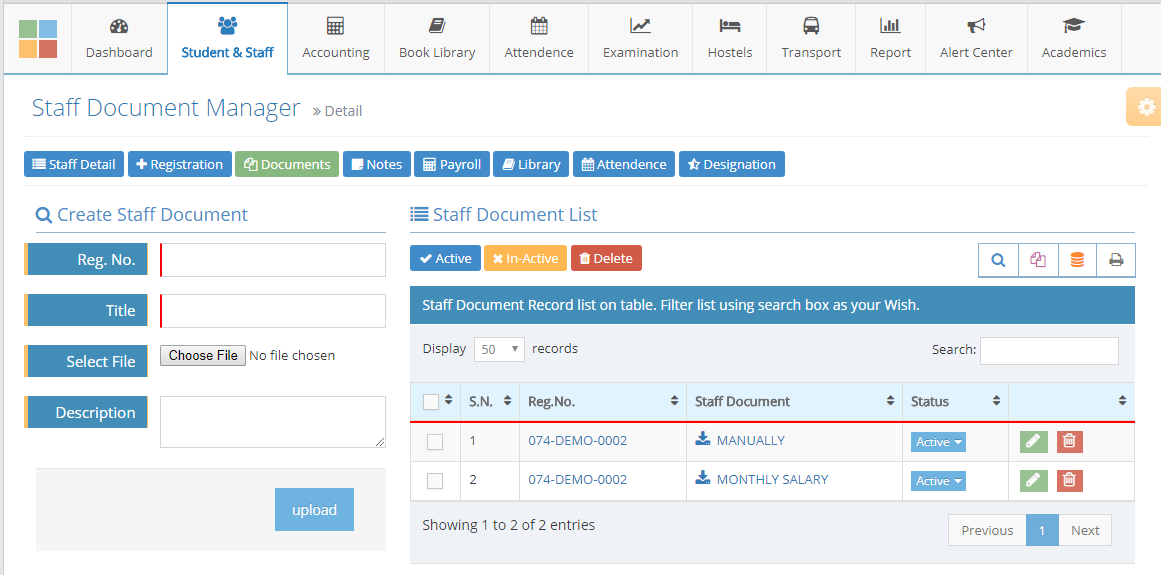 Dashboard
Student & Staff
Accounting
Book Library
Attendence
Examination
Hostels
Transport
Report
Alert Center
Academics
Staff Document Manager » Detail
Staff Detail
Registration
Documents
Notes
Payroll
Library
Attendence
Designation
Create Staff Document
Reg. No.
Title
Select File
Choose File No file chosen
Description
upload
Staff Document List
Active
In-Active
Delete
Staff Document Record list on table. Filter list using search box as your Wish.
Display 50 records
Search:
S.N. Reg.No. Staff Document Status
1 074-DEMO-0002 MANUALLY Active
2 074-DEMO-0002 MONTHLY SALARY Active
Showing 1 to 2 of 2 entries
Previous 1 Next